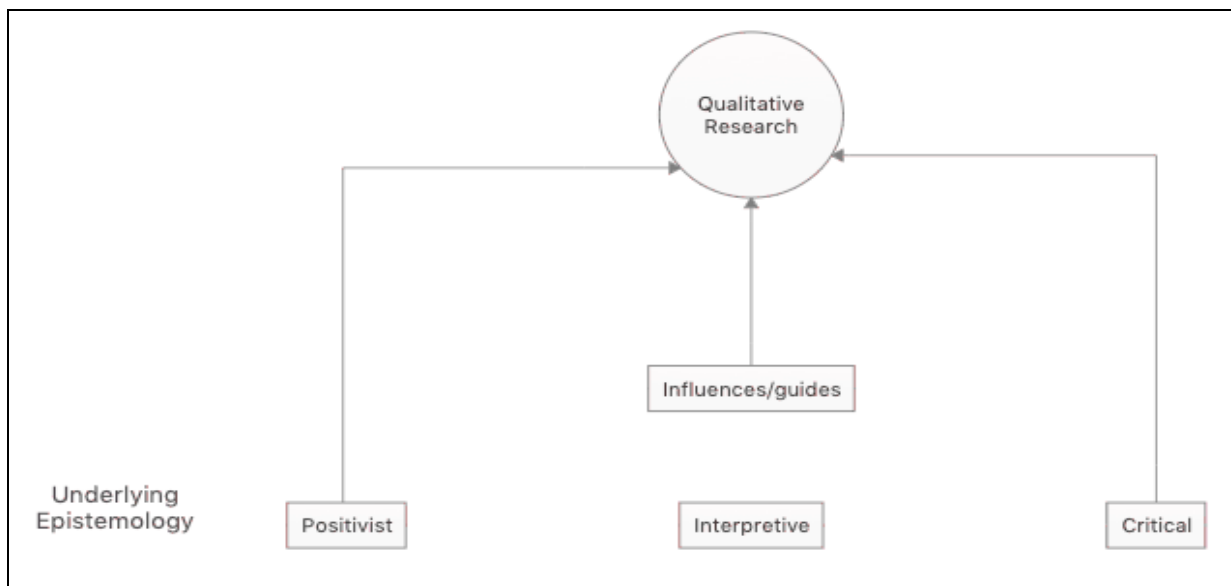 Qualitative
Research
Influences/guides
Underlying
Epistemology
Positivist
Interpretive
Critical